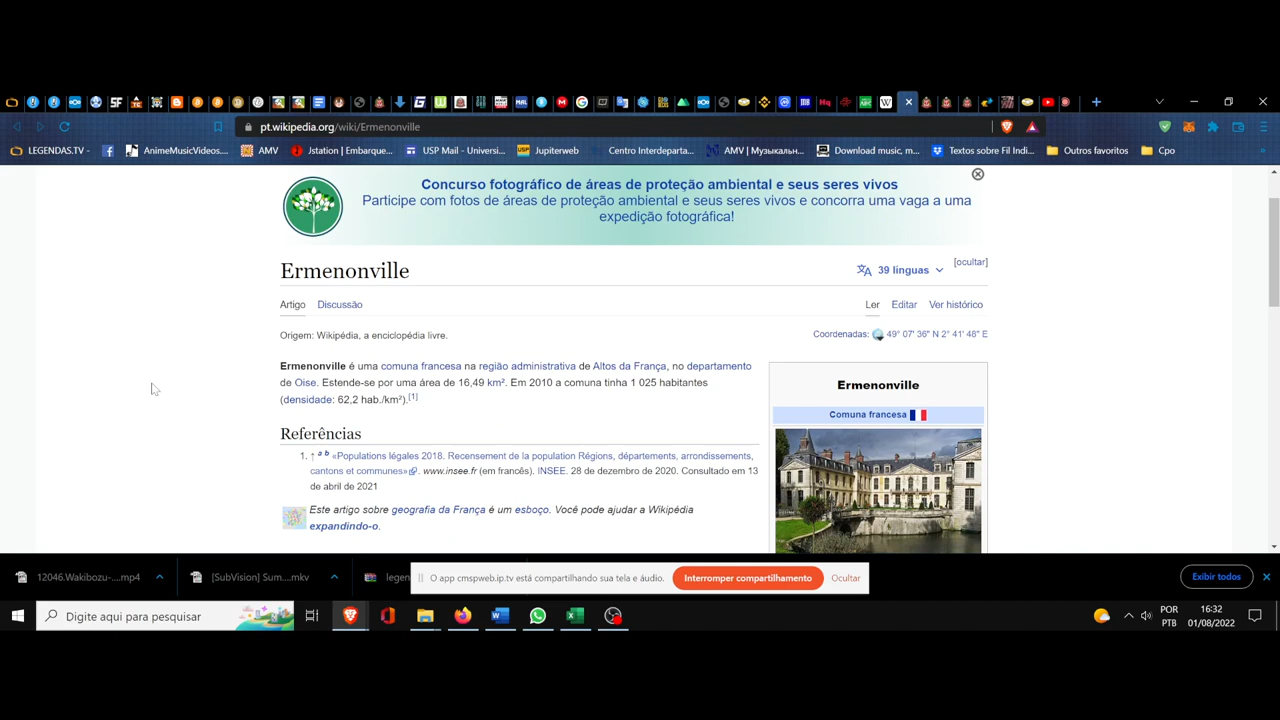 pt.wikipedia.org/wiki/Ermenonville
LEGENDAS.TV -
AnimeMusicVideos...
AMV
Jstation | Embarque...
USP Mail - Universi...
Jupiterweb
Centro Interdeparta...
AMV | Музыкальн...
Download music, m...
Textos sobre Fil Indi...
Outros favoritos
Cpo
Concurso fotográfico de áreas de proteção ambiental e seus seres vivos
Participe com fotos de áreas de proteção ambiental e seus seres vivos e concorra uma vaga a uma
expedição fotográfica!
Ermenonville
39 línguas
[ocultar]
Artigo Discussão
Ler Editar Ver histórico
Origem: Wikipédia, a enciclopédia livre.
Coordenadas: 49° 07' 36" N 2° 41' 48" E
Ermenonville é uma comuna francesa na região administrativa de Altos da França, no departamento
de Oise. Estende-se por uma área de 16,49 km². Em 2010 a comuna tinha 1 025 habitantes
(densidade: 62,2 hab./km²).[1]
Ermenonville
Comuna francesa
Referências
1. ↑ a b «Populations légales 2018. Recensement de la population Régions, départements, arrondissements,
cantons et communes». www.insee.fr (em francês). INSEE. 28 de dezembro de 2020. Consultado em 13
de abril de 2021
Este artigo sobre geografia da França é um esboço. Você pode ajudar a Wikipédia
expandindo-o.
12046.Wakibozu-....mp4
[SubVision] Sum....mkv
legen
O app cmspweb.ip.tv está compartilhando sua tela e áudio.
Interromper compartilhamento
Ocultar
Exibir todos
Digite aqui para pesquisar
POR
PTB
16:32
01/08/2022